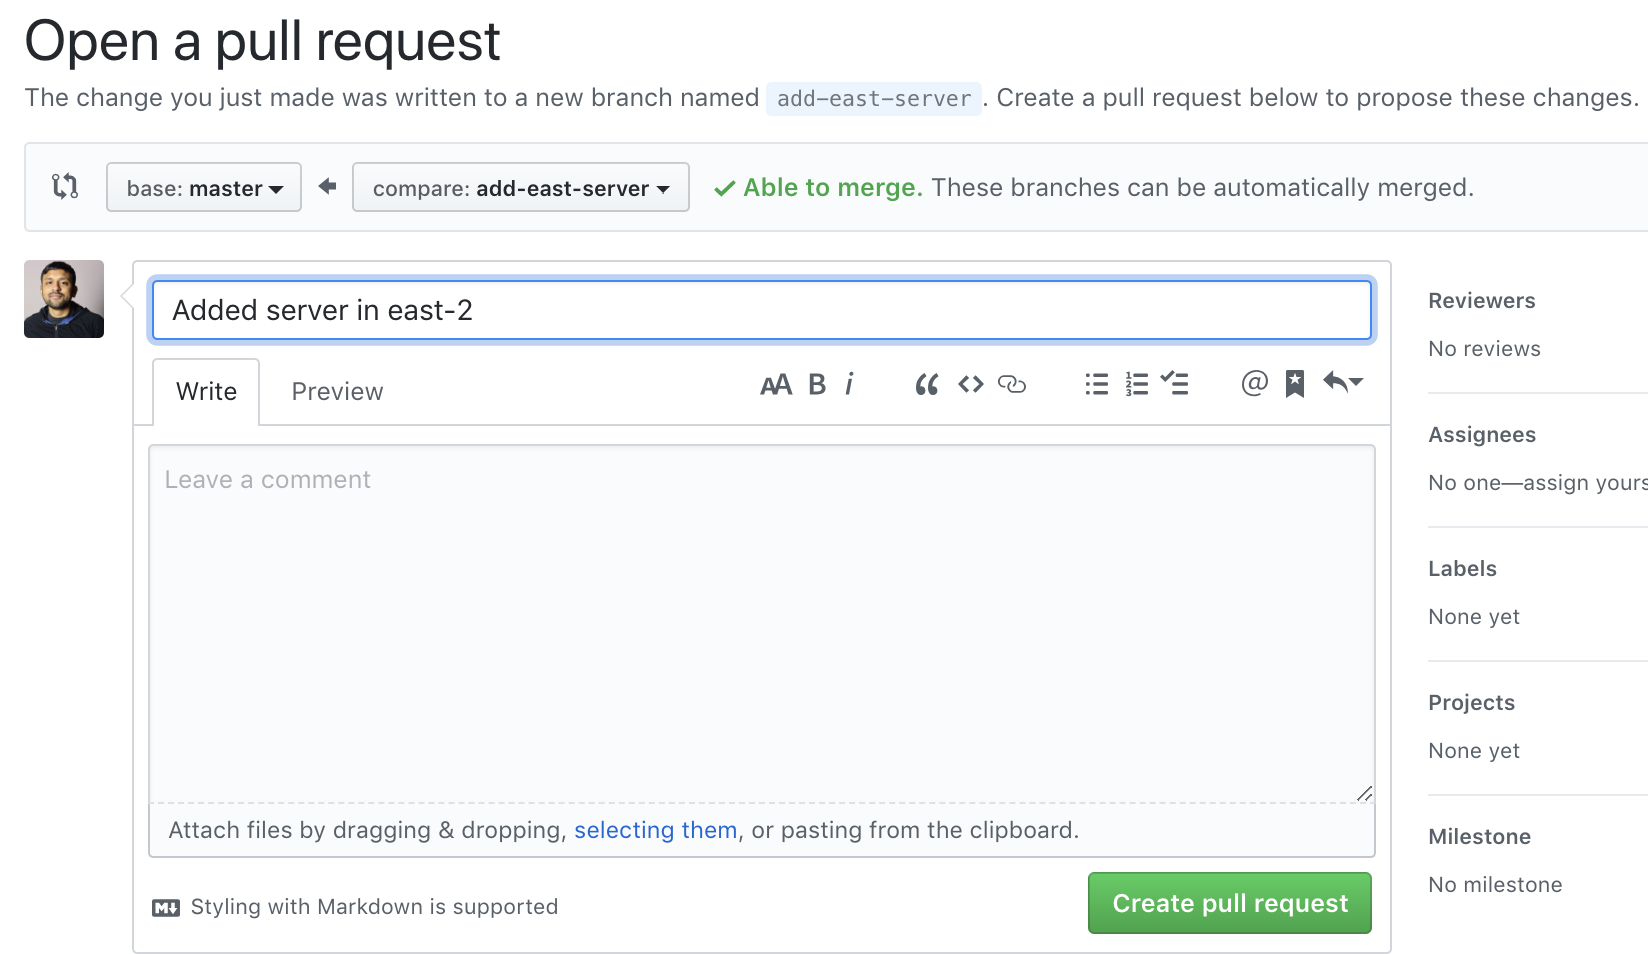 Open a pull request
The change you just made was written to a new branch named add-east-server. Create a pull request below to propose these changes.
base: master compare: add-east-server Able to merge. These branches can be automatically merged.
Added server in east-2
Write Preview AA B i “ <> 1 2 3 @
Leave a comment
Attach files by dragging & dropping, selecting them, or pasting from the clipboard.
M Styling with Markdown is supported
Create pull request
Reviewers
No reviews
Assignees
No one—assign yours
Labels
None yet
Projects
None yet
Milestone
No milestone